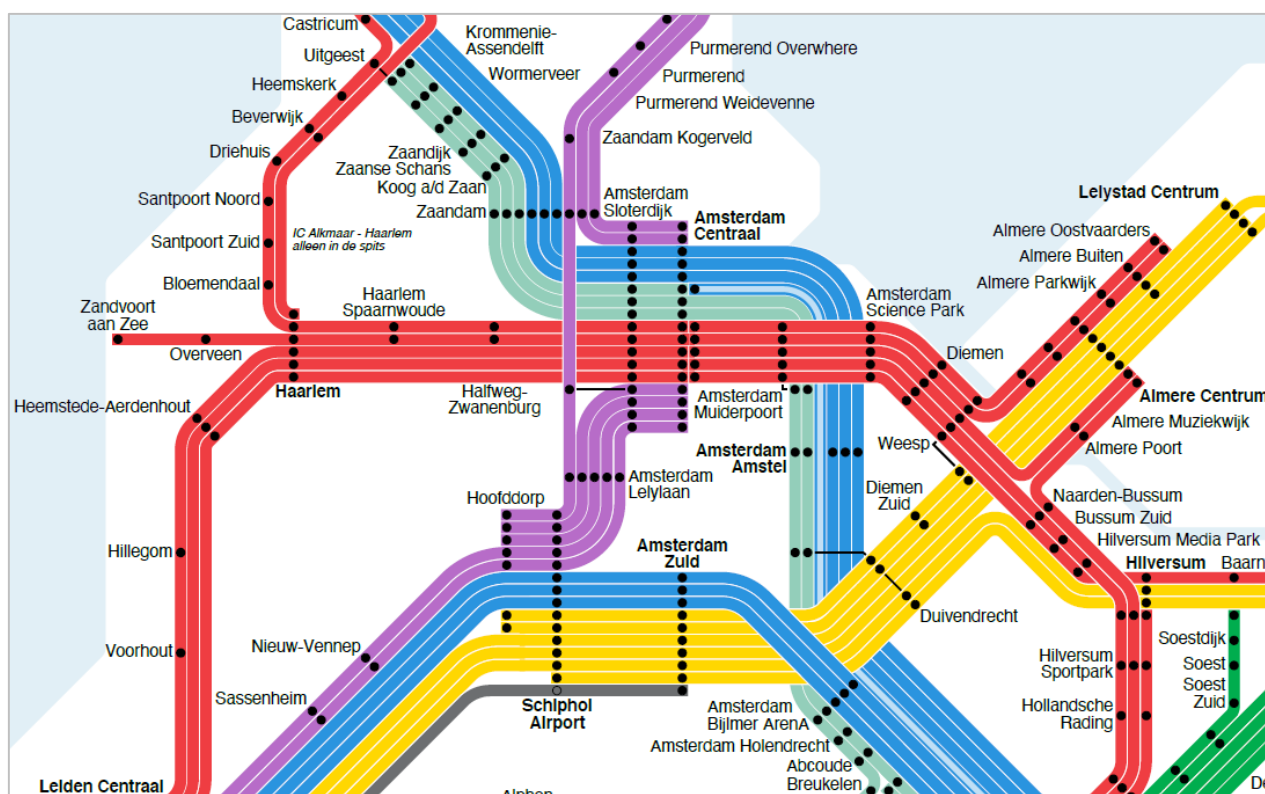 Castricum
Uitgeest
Heemskerk
Beverwijk
Driehuis
Santpoort Noord
Santpoort Zuid
Bloemendaal
IC Alkmaar - Haarlem
alleen in de spits
Krommenie-
Assendelft
Wormerveer
Zaandijk
Zaanse Schans
Koog a/d Zaan
Zaandam
Purmerend Overwhere
Purmerend
Purmerend Weidevenne
Zaandam Kogerveld
Amsterdam
Sloterdijk
Amsterdam
Centraal
Lelystad Centrum
Almere Oostvaarders
Almere Buiten
Almere Parkwijk
Zandvoort
aan Zee
Overveen
Haarlem
Spaarnwoude
Haarlem
Halfweg-
Zwanenburg
Amsterdam
Science Park
Diemen
Amsterdam
Muiderpoort
Almere Centrum
Almere Muziekwijk
Almere Poort
Heemstede-Aerdenhout
Weesp
Amsterdam
Amstel
Amsterdam
Lelylaan
Hoofddorp
Diemen
Zuid
Naarden-Bussum
Bussum Zuid
Hilversum Media Park
Hilversum
Baarn
Hillegom
Amsterdam
Zuid
Duivendrecht
Voorhout
Nieuw-Vennep
Sassenheim
Schiphol
Airport
Soestdijk
Soest
Soest
Zuid
Hilversum
Sportpark
Hollandsche
Rading
Amsterdam
Bijlmer ArenA
Amsterdam Holendrecht
Abcoude
Breukelen
Leiden Centraal
Alphen
De